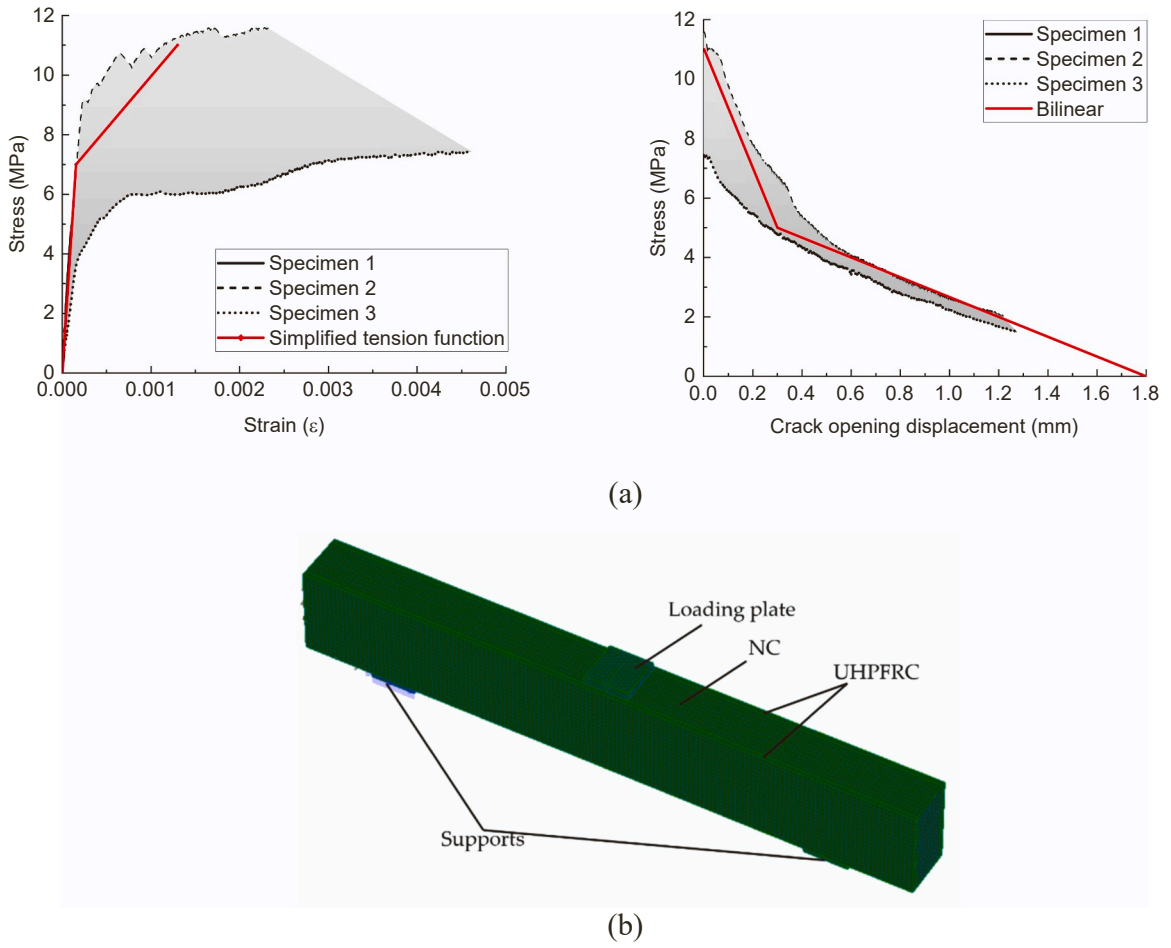 12
10
8
6
4
2
0
Stress (MPa)
0.000
0.001
0.002
0.003
0.004
0.005
Strain (ε)
Specimen 1
Specimen 2
Specimen 3
Simplified tension function
12
10
8
6
4
2
0
Stress (MPa)
0.0
0.2
0.4
0.6
0.8
1.0
1.2
1.4
1.6
1.8
Crack opening displacement (mm)
Specimen 1
Specimen 2
Specimen 3
Bilinear
(a)
Loading plate
NC
UHPFRC
Supports
(b)